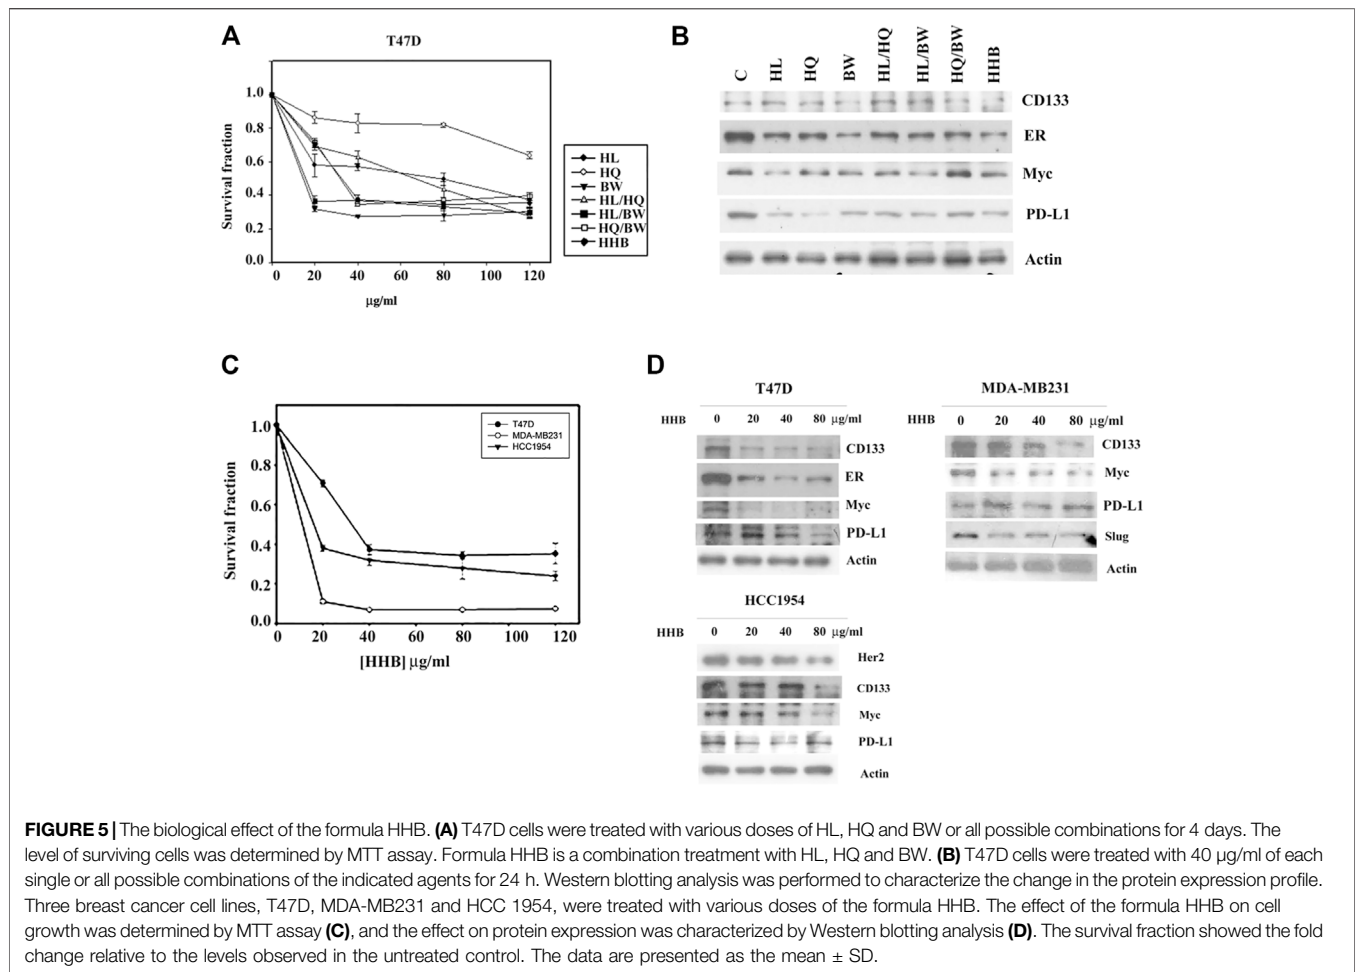 A
T47D
Survival fraction
1.0
0.8
0.6
0.4
0.2
0.0
0 20 40 60 80 100 120
µg/ml
HL
HQ
BW
HL/HQ
HL/BW
HQ/BW
HHB
B
C HL HQ BW HL/HQ HL/BW HQ/BW HHB
CD133
ER
Myc
PD-L1
Actin
C
Survival fraction
1.0
0.8
0.6
0.4
0.2
0.0
0 20 40 60 80 100 120
[HHB] µg/ml
T47D
MDA-MB231
HCC1954
D
T47D
HHB 0 20 40 80 µg/ml
CD133
ER
Myc
PD-L1
Actin
MDA-MB231
HHB 0 20 40 80 µg/ml
CD133
Myc
PD-L1
Slug
Actin
HCC1954
HHB 0 20 40 80 µg/ml
Her2
CD133
Myc
PD-L1
Actin
FIGURE 5 | The biological effect of the formula HHB. (A) T47D cells were treated with various doses of HL, HQ and BW or all possible combinations for 4 days. The
level of surviving cells was determined by MTT assay. Formula HHB is a combination treatment with HL, HQ and BW. (B) T47D cells were treated with 40 µg/ml of each
single or all possible combinations of the indicated agents for 24 h. Western blotting analysis was performed to characterize the change in the protein expression profile.
Three breast cancer cell lines, T47D, MDA-MB231 and HCC 1954, were treated with various doses of the formula HHB. The effect of the formula HHB on cell
growth was determined by MTT assay (C), and the effect on protein expression was characterized by Western blotting analysis (D). The survival fraction showed the fold
change relative to the levels observed in the untreated control. The data are presented as the mean ± SD.